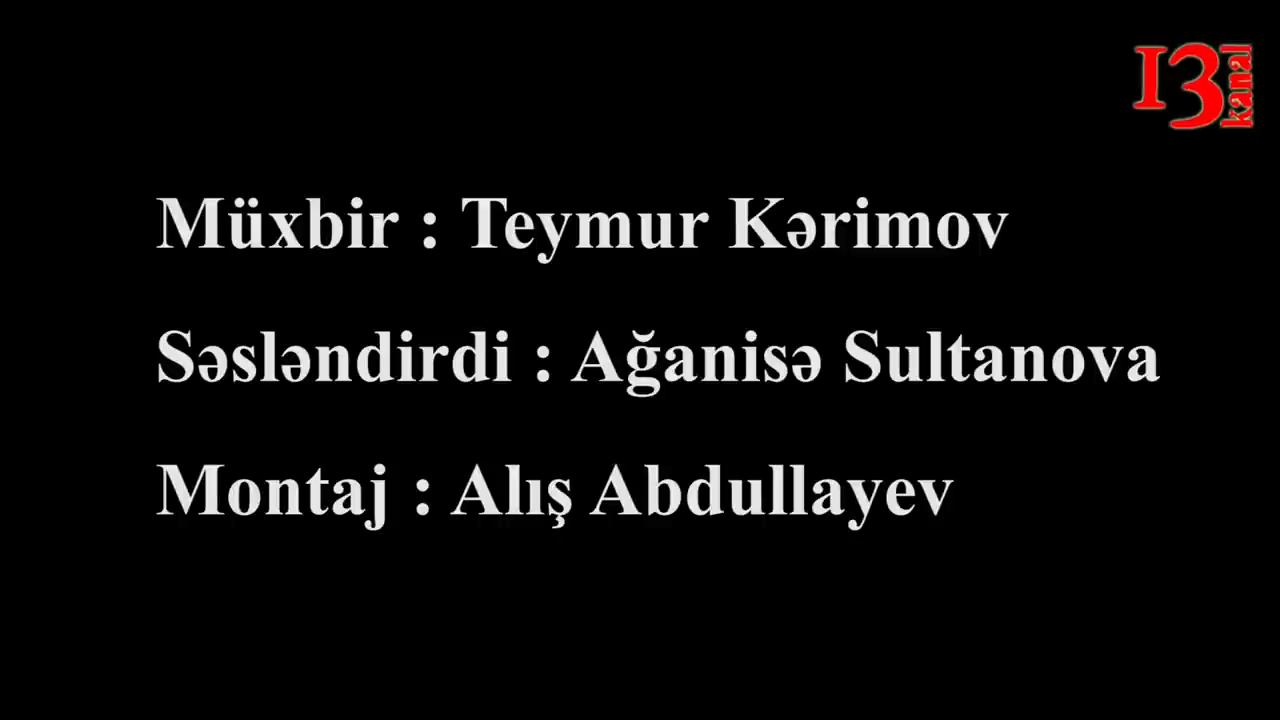 13 kanal
Müxbir : Teymur Kərimov
Səsləndirdi : Ağanisə Sultanova
Montaj : Alış Abdullayev